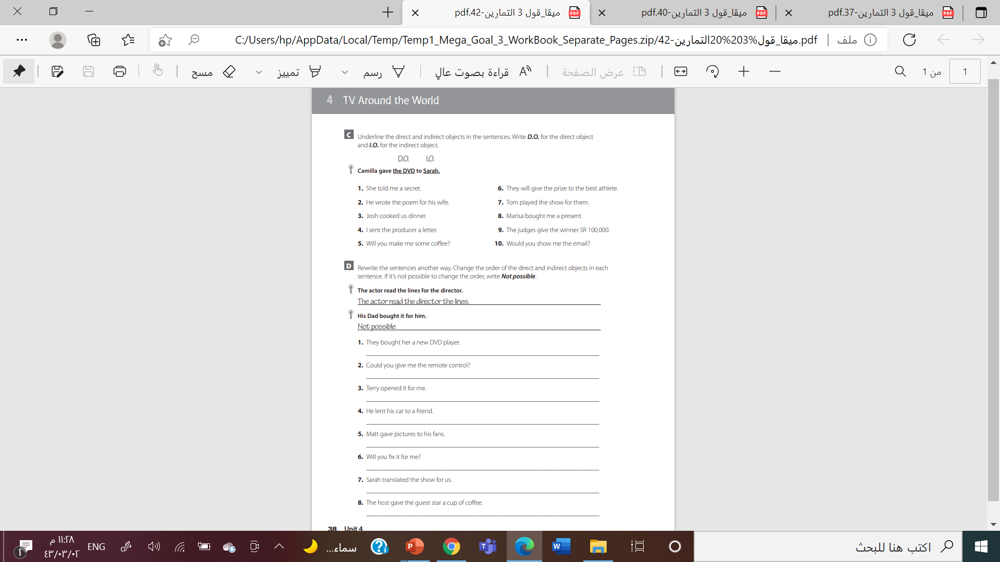 ميقا_قول 3 التمارين-37.pdf
ميقا_قول 3 التمارين-40.pdf
ميقا_قول 3 التمارين-42.pdf
ملف
C:/Users/hp/AppData/Local/Temp/Temp1_Mega_Goal_3_WorkBook_Separate_Pages.zip/42-ميقا_قول%203%20التمارين.pdf
1
من 1
عرض الصفحة
قراءة بصوت عالٍ
رسم
تمييز
مسح
4 TV Around the World
C Underline the direct and indirect objects in the sentences. Write D.O. for the direct object
and I.O. for the indirect object.
D.O. I.O.
Camilla gave the DVD to Sarah.
1. She told me a secret.
2. He wrote the poem for his wife.
3. Josh cooked us dinner.
4. I sent the producer a letter.
5. Will you make me some coffee?
6. They will give the prize to the best athlete.
7. Tom played the show for them.
8. Marisa bought me a present.
9. The judges give the winner SR 100,000.
10. Would you show me the email?
D Rewrite the sentences another way. Change the order of the direct and indirect objects in each
sentence. If it's not possible to change the order, write Not possible.
The actor read the lines for the director.
The actor read the director the lines.
His Dad bought it for him.
Not possible
1. They bought her a new DVD player.
2. Could you give me the remote control?
3. Terry opened it for me.
4. He lent his car to a friend.
5. Matt gave pictures to his fans.
6. Will you fix it for me?
7. Sarah translated the show for us.
8. The host gave the guest star a cup of coffee.
38 Unit 4
اكتب هنا للبحث
سماء...
ENG
١١:٢٨ م
٤٣/٠٣/٠٢
١